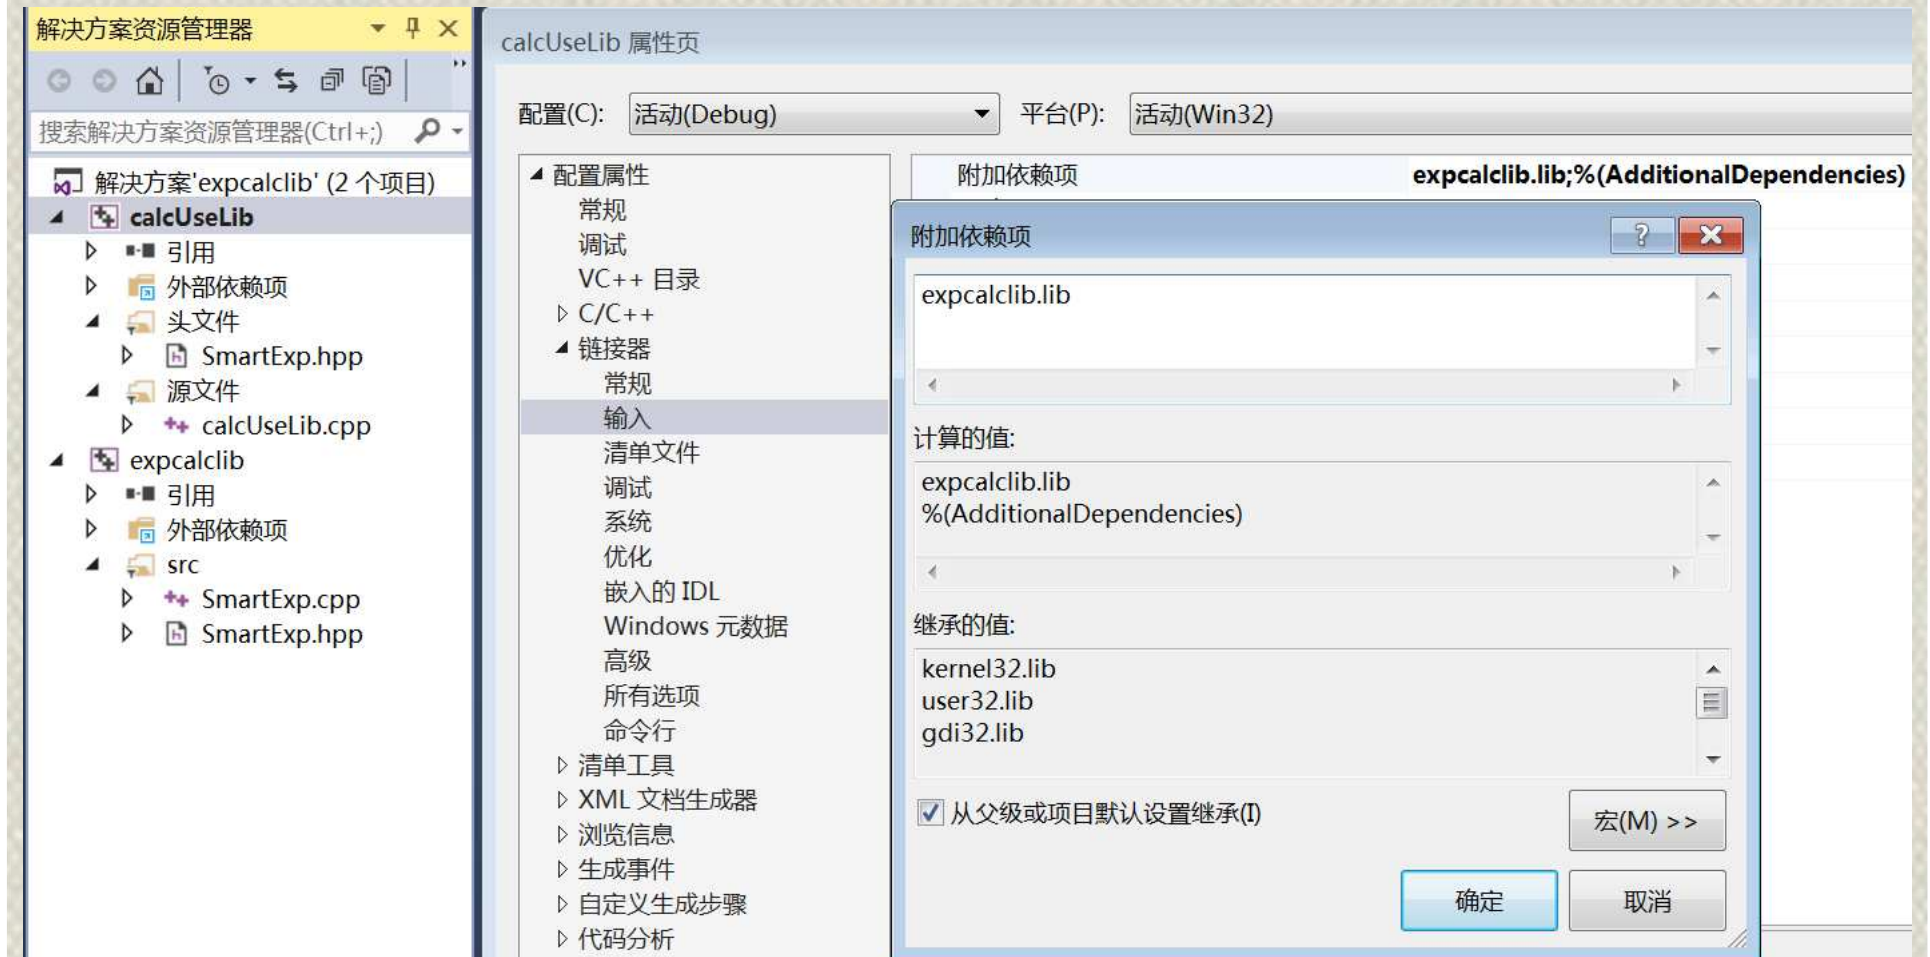 解决方案资源管理器
搜索解决方案资源管理器(Ctrl+;)
解决方案'expcalclib' (2 个项目)
calcUseLib
引用
外部依赖项
头文件
SmartExp.hpp
源文件
calcUseLib.cpp
expcalclib
引用
外部依赖项
src
SmartExp.cpp
SmartExp.hpp
calcUseLib 属性页
配置(C): 活动(Debug) 平台(P): 活动(Win32)
配置属性
常规
调试
VC++ 目录
C/C++
链接器
常规
输入
清单文件
调试
系统
优化
嵌入的 IDL
Windows 元数据
高级
所有选项
命令行
清单工具
XML 文档生成器
浏览信息
生成事件
自定义生成步骤
代码分析
附加依赖项 expcalclib.lib;%(AdditionalDependencies)
附加依赖项
expcalclib.lib
计算的值:
expcalclib.lib
%(AdditionalDependencies)
继承的值:
kernel32.lib
user32.lib
gdi32.lib
从父级或项目默认设置继承(I)
宏(M) >>
确定 取消